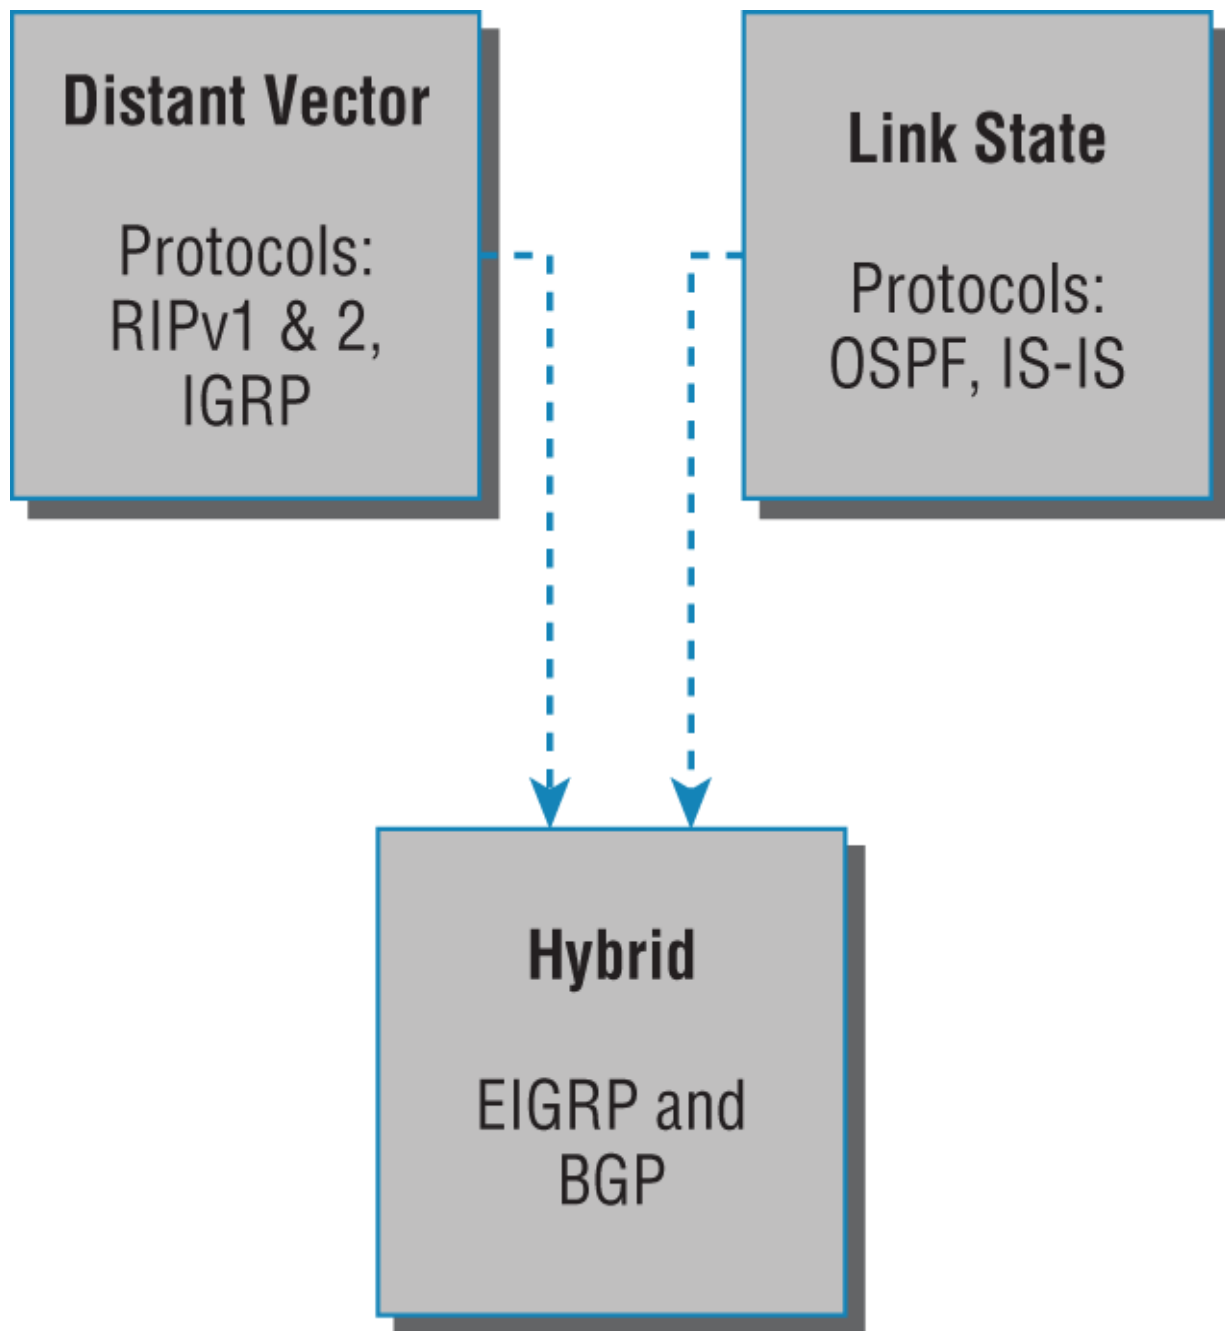 Distant Vector
Protocols:
RIPv1 & 2,
IGRP
Link State
Protocols:
OSPF, IS-IS
Hybrid
EIGRP and
BGP